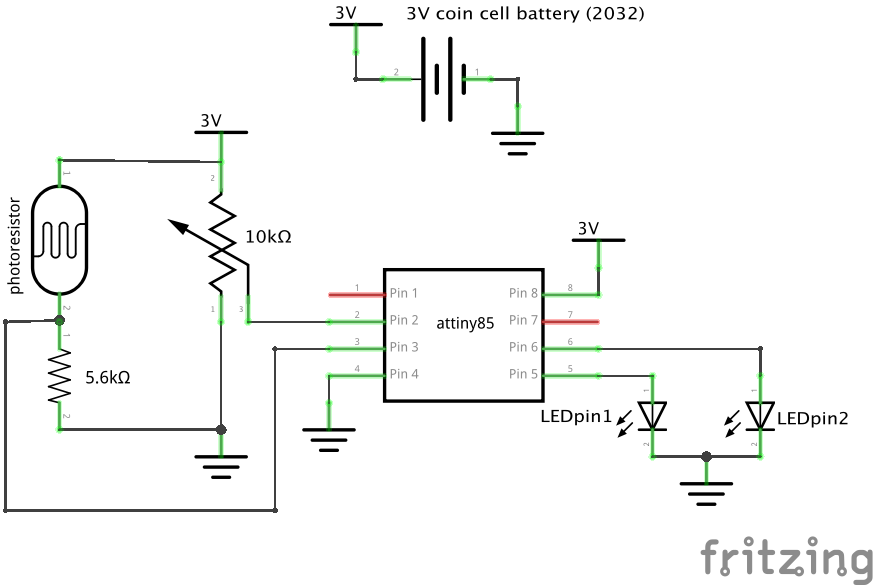 3V
3V coin cell battery (2032)
2
1
3V
1
2
photoresistor
10kΩ
3V
2
1
3
1
Pin 1
Pin 8
8
2
Pin 2
attiny85
Pin 7
7
3
Pin 3
Pin 6
6
4
Pin 4
Pin 5
5
1
5.6kΩ
2
1
1
LEDpin1
LEDpin2
2
2
fritzing